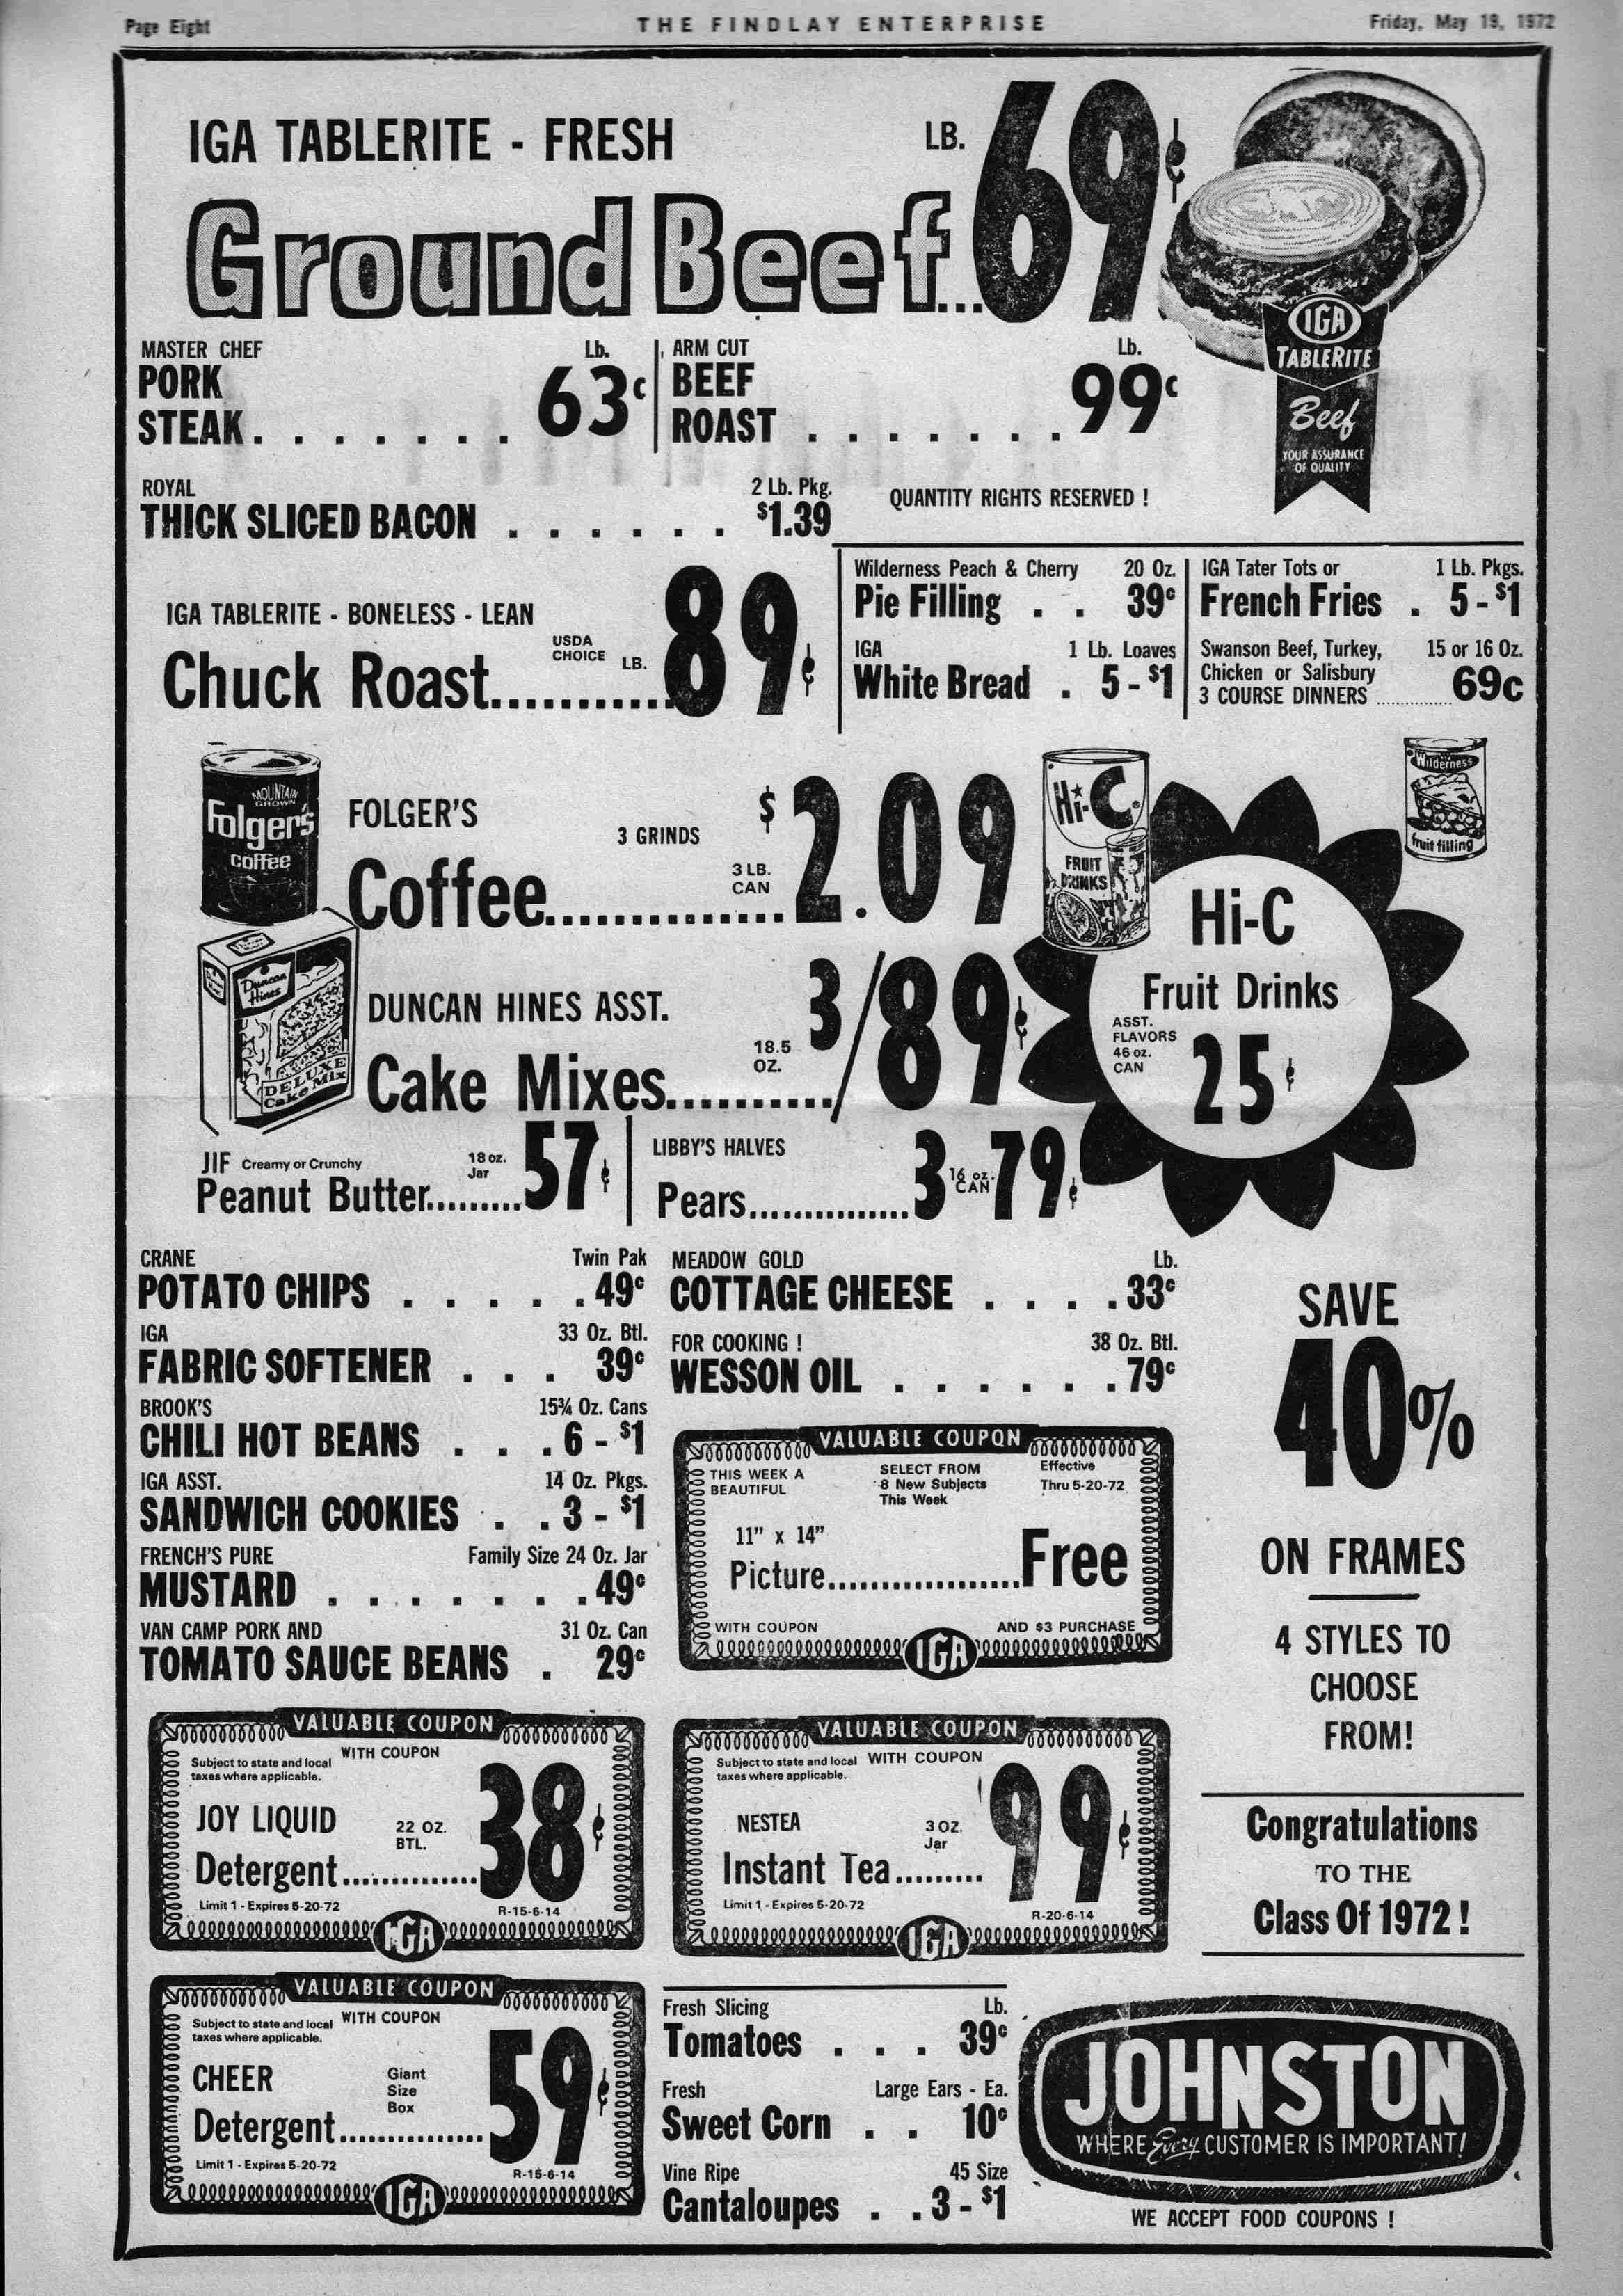 Page Eight
THE FINDLAY ENTERPRISE
Friday, May 19, 1972
IGA TABLERITE - FRESH
LB.
Ground Beef...69¢
IGA
TABLERITE
Beef
YOUR ASSURANCE
OF QUALITY
MASTER CHEF
Lb.
PORK
STEAK . . . . . . . 63c
ARM CUT
Lb.
BEEF
ROAST . . . . . . . 99c
ROYAL
2 Lb. Pkg.
THICK SLICED BACON . . . . . . $1.39
QUANTITY RIGHTS RESERVED !
IGA TABLERITE - BONELESS - LEAN
USDA
CHOICE
LB.
Chuck Roast...........89¢
Wilderness Peach & Cherry 20 Oz.
Pie Filling . . 39c
IGA 1 Lb. Loaves
White Bread . 5-$1
IGA Tater Tots or 1 Lb. Pkgs.
French Fries . 5-$1
Swanson Beef, Turkey, 15 or 16 Oz.
Chicken or Salisbury
3 COURSE DINNERS ............... 69c
MOUNTAIN
GROWN
Folger's
coffee
FOLGER'S
3 GRINDS
3 LB.
CAN
Coffee............... $2.09
Hi-C
FRUIT
DRINKS
Wilderness
fruit filling
Hi-C
Fruit Drinks
ASST.
FLAVORS
46 oz.
CAN
25¢
Duncan
Hines
DELUXE
Cake Mix
DUNCAN HINES ASST.
18.5
OZ.
Cake Mixes..........3/89¢
JIF Creamy or Crunchy
18 oz.
Jar
Peanut Butter.........57¢
LIBBY'S HALVES
Pears...............3 16 oz. CAN 79¢
CRANE Twin Pak
POTATO CHIPS . . . . . . 49c
IGA 33 Oz. Btl.
FABRIC SOFTENER . . . 39c
BROOK'S 15¾ Oz. Cans
CHILI HOT BEANS . . . 6 - $1
IGA ASST. 14 Oz. Pkgs.
SANDWICH COOKIES . . 3 - $1
FRENCH'S PURE Family Size 24 Oz. Jar
MUSTARD . . . . . . . 49c
VAN CAMP PORK AND 31 Oz. Can
TOMATO SAUCE BEANS . 29c
MEADOW GOLD Lb.
COTTAGE CHEESE . . . . 33c
FOR COOKING ! 38 Oz. Btl.
WESSON OIL . . . . . . . 79c
VALUABLE COUPON
THIS WEEK A
BEAUTIFUL
SELECT FROM
8 New Subjects
This Week
Effective
Thru 5-20-72
11" x 14"
Picture...................Free
WITH COUPON
AND $3 PURCHASE
IGA
SAVE
40%
ON FRAMES
4 STYLES TO
CHOOSE
FROM!
VALUABLE COUPON
Subject to state and local
taxes where applicable.
WITH COUPON
JOY LIQUID
22 OZ.
BTL.
Detergent..............38¢
Limit 1 - Expires 5-20-72
R-15-6-14
IGA
VALUABLE COUPON
Subject to state and local
taxes where applicable.
WITH COUPON
NESTEA
3 OZ.
Jar
Instant Tea.........99¢
Limit 1 - Expires 5-20-72
R-20-6-14
IGA
Congratulations
TO THE
Class Of 1972 !
VALUABLE COUPON
Subject to state and local
taxes where applicable.
WITH COUPON
CHEER
Giant
Size
Box
Detergent...............59¢
Limit 1 - Expires 5-20-72
R-15-6-14
IGA
Fresh Slicing Lb.
Tomatoes . . . 39c
Fresh Large Ears - Ea.
Sweet Corn . . 10c
Vine Ripe 45 Size
Cantaloupes . . 3 - $1
JOHNSTON
WHERE Every CUSTOMER IS IMPORTANT!
WE ACCEPT FOOD COUPONS !